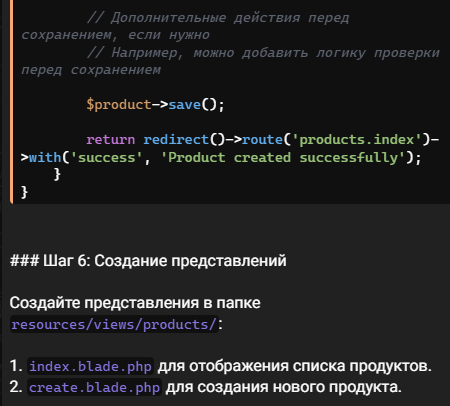 // Дополнительные действия перед
сохранением, если нужно
// Например, можно добавить логику проверки
перед сохранением
$product->save();
return redirect()->route('products.index')-
>with('success', 'Product created successfully');
}
}
### Шаг 6: Создание представлений
Создайте представления в папке
resources/views/products/:
1. index.blade.php для отображения списка продуктов.
2. create.blade.php для создания нового продукта.